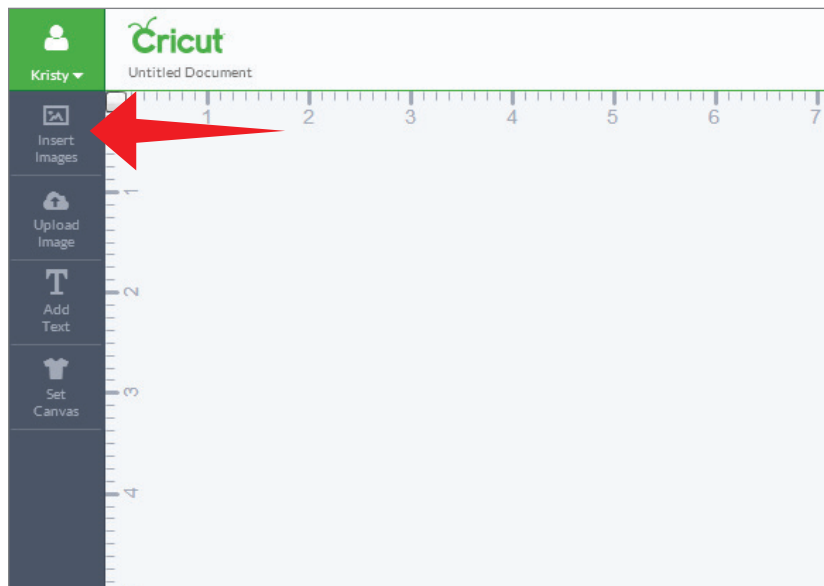 Cricut
Kristy
Untitled Document
1 2 3 4 5 6 7
Insert
Images
1
Upload
Image
2
Add
Text
3
Set
Canvas
4